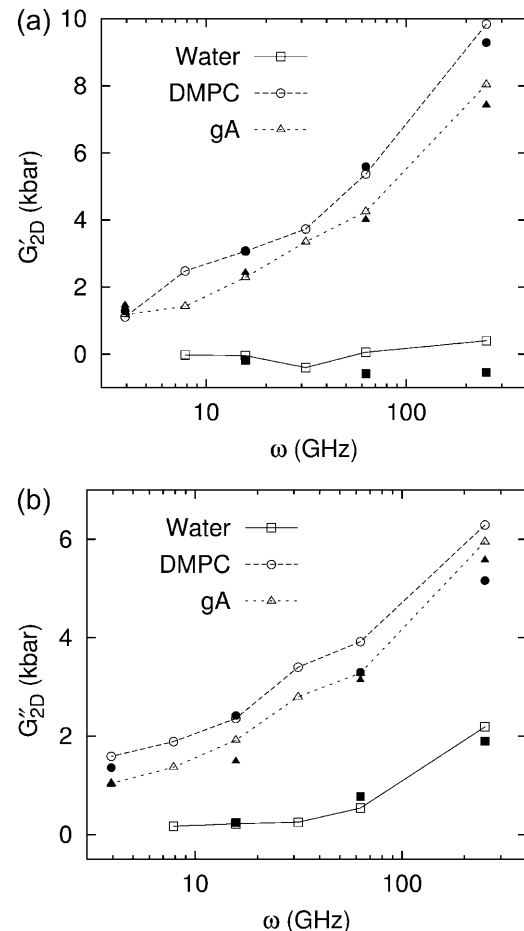 (a)
Water
DMPC
gA
10
8
6
4
2
0
G′2D (kbar)
10
100
ω (GHz)
(b)
Water
DMPC
gA
6
4
2
0
G″2D (kbar)
10
100
ω (GHz)